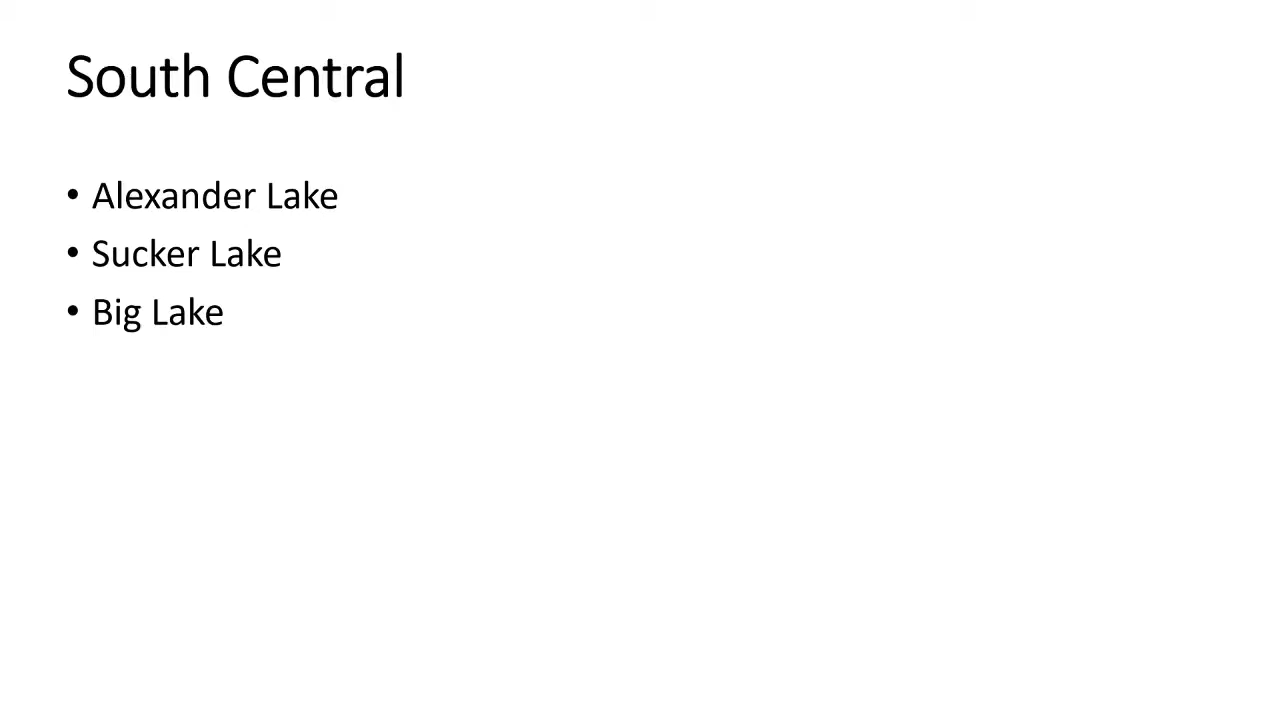 South Central
• Alexander Lake
• Sucker Lake
• Big Lake